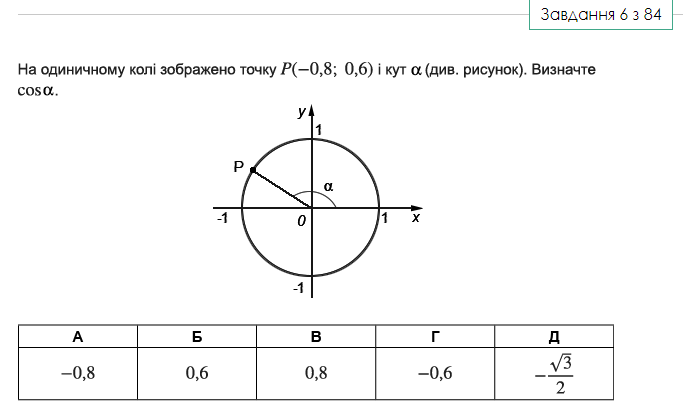 Завдання 6 з 84
На одиничному колі зображено точку P(−0,8; 0,6) і кут α (див. рисунок). Визначте
cosα.
y
1
P
α
-1
0
1
x
-1
А Б В Г Д
−0,8 0,6 0,8 −0,6 −√3/2